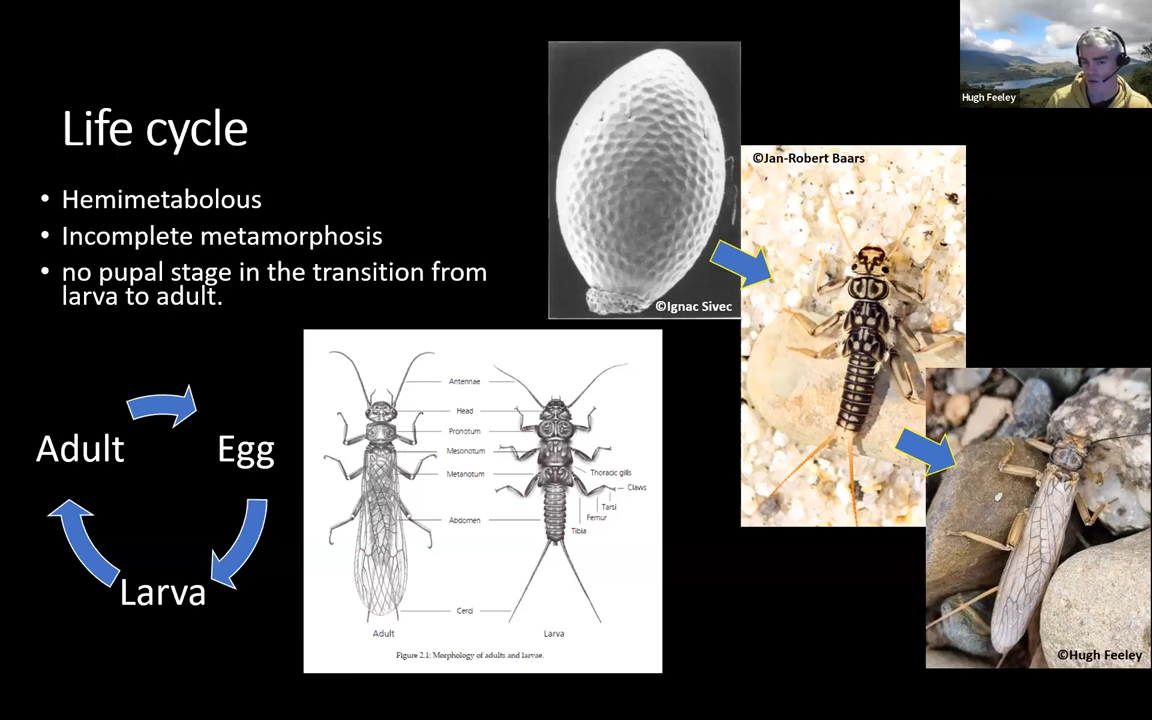 Life cycle
• Hemimetabolous
• Incomplete metamorphosis
• no pupal stage in the transition from
larva to adult.
Adult
Egg
Larva
Antennae
Head
Pronotum
Mesonotum
Metanotum
Abdomen
Cerci
Thoracic gills
Claws
Tarsi
Femur
Tibia
Adult
Larva
Figure 2.1: Morphology of adults and larvae.
©Ignac Sivec
©Jan-Robert Baars
©Hugh Feeley
Hugh Feeley